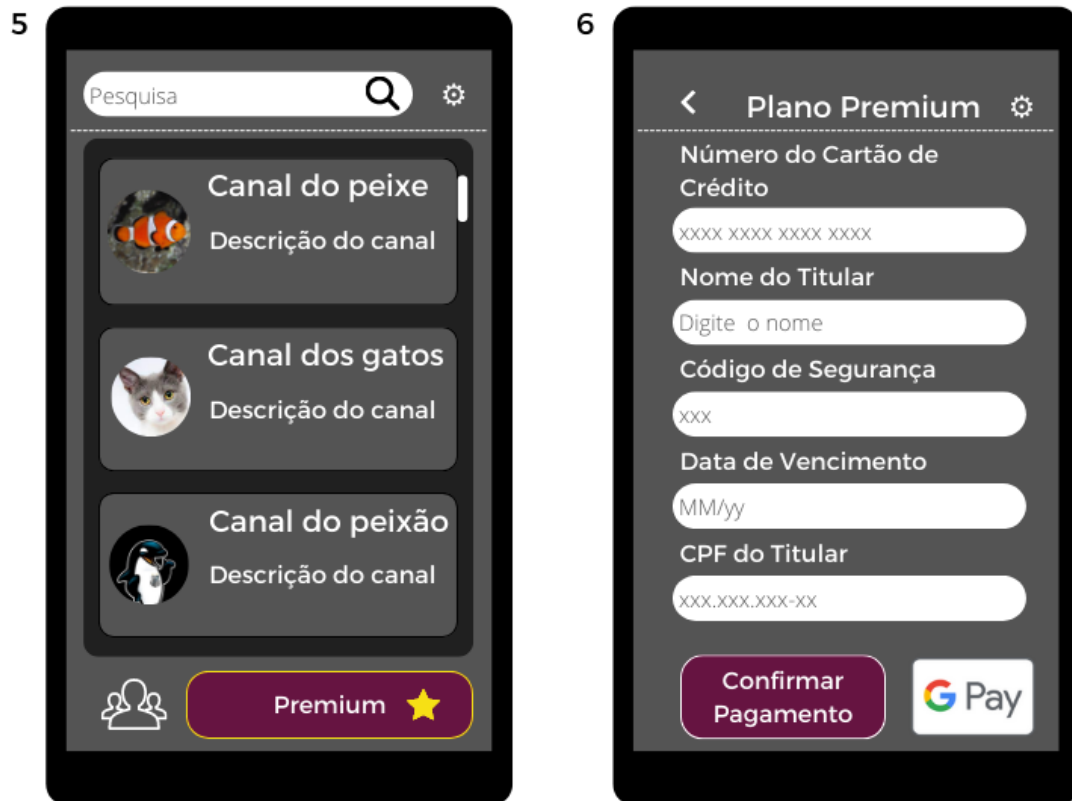 5
Pesquisa
Canal do peixe
Descrição do canal
Canal dos gatos
Descrição do canal
Canal do peixão
Descrição do canal
Premium
6
Plano Premium
Número do Cartão de
Crédito
xxxx xxxx xxxx xxxx
Nome do Titular
Digite o nome
Código de Segurança
xxx
Data de Vencimento
MM/yy
CPF do Titular
xxx.xxx.xxx-xx
Confirmar
Pagamento
G Pay